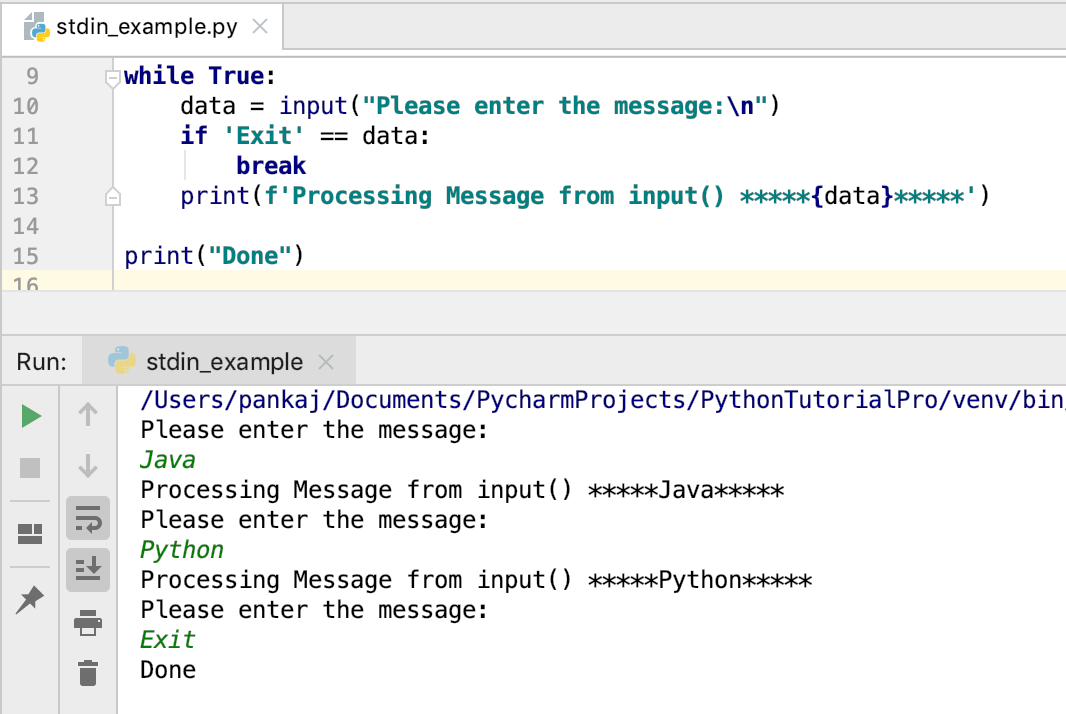 stdin_example.py
9 while True:
10 data = input("Please enter the message:\n")
11 if 'Exit' == data:
12 break
13 print(f'Processing Message from input() *****{data}*****')
14
15 print("Done")
16
Run: stdin_example
/Users/pankaj/Documents/PycharmProjects/PythonTutorialPro/venv/bin
Please enter the message:
Java
Processing Message from input() *****Java*****
Please enter the message:
Python
Processing Message from input() *****Python*****
Please enter the message:
Exit
Done